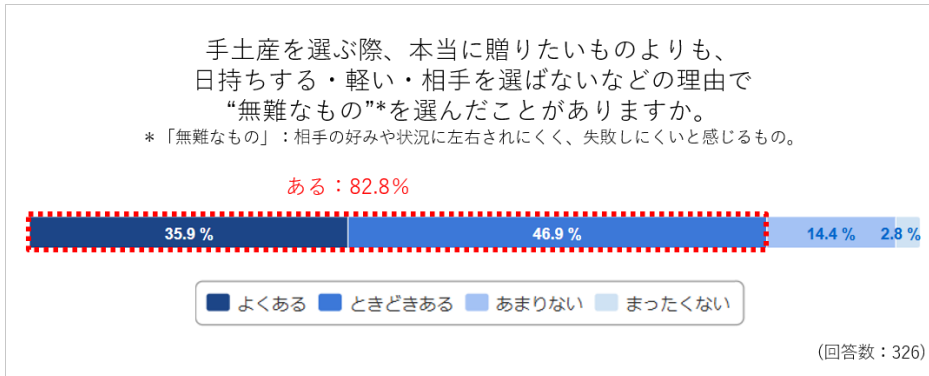 手土産を選ぶ際、本当に贈りたいものよりも、
日持ちする・軽い・相手を選ばないなどの理由で
“無難なもの”*を選んだことがありますか。
＊「無難なもの」：相手の好みや状況に左右されにくく、失敗しにくいと感じるもの。
ある：82.8%
35.9 % 46.9 % 14.4 % 2.8 %
よくある ときどきある あまりない まったくない
(回答数：326)